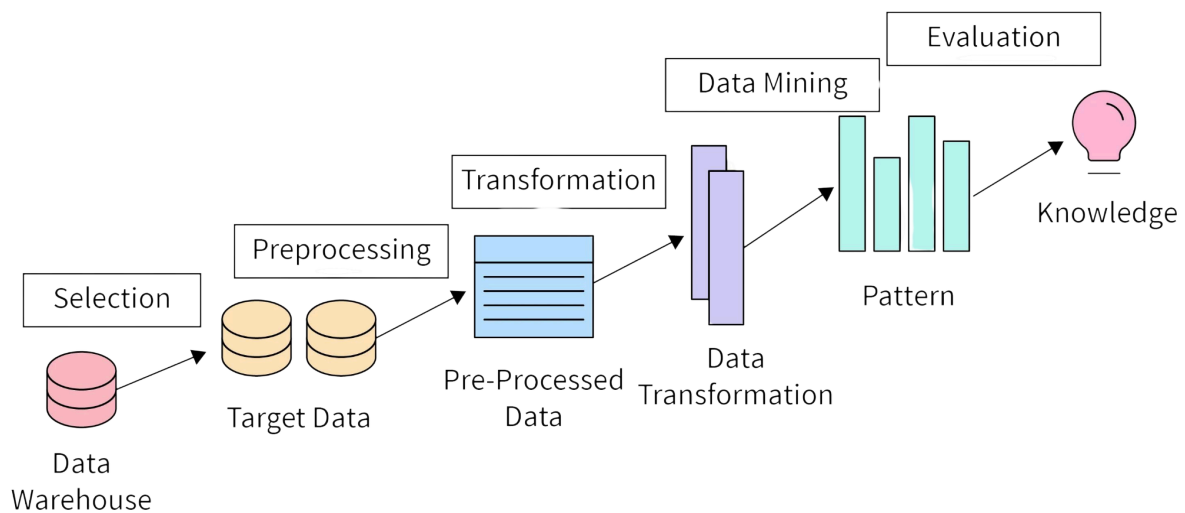 Evaluation
Data Mining
Transformation
Preprocessing
Selection
Knowledge
Pattern
Data
Transformation
Pre-Processed
Data
Target Data
Data
Warehouse